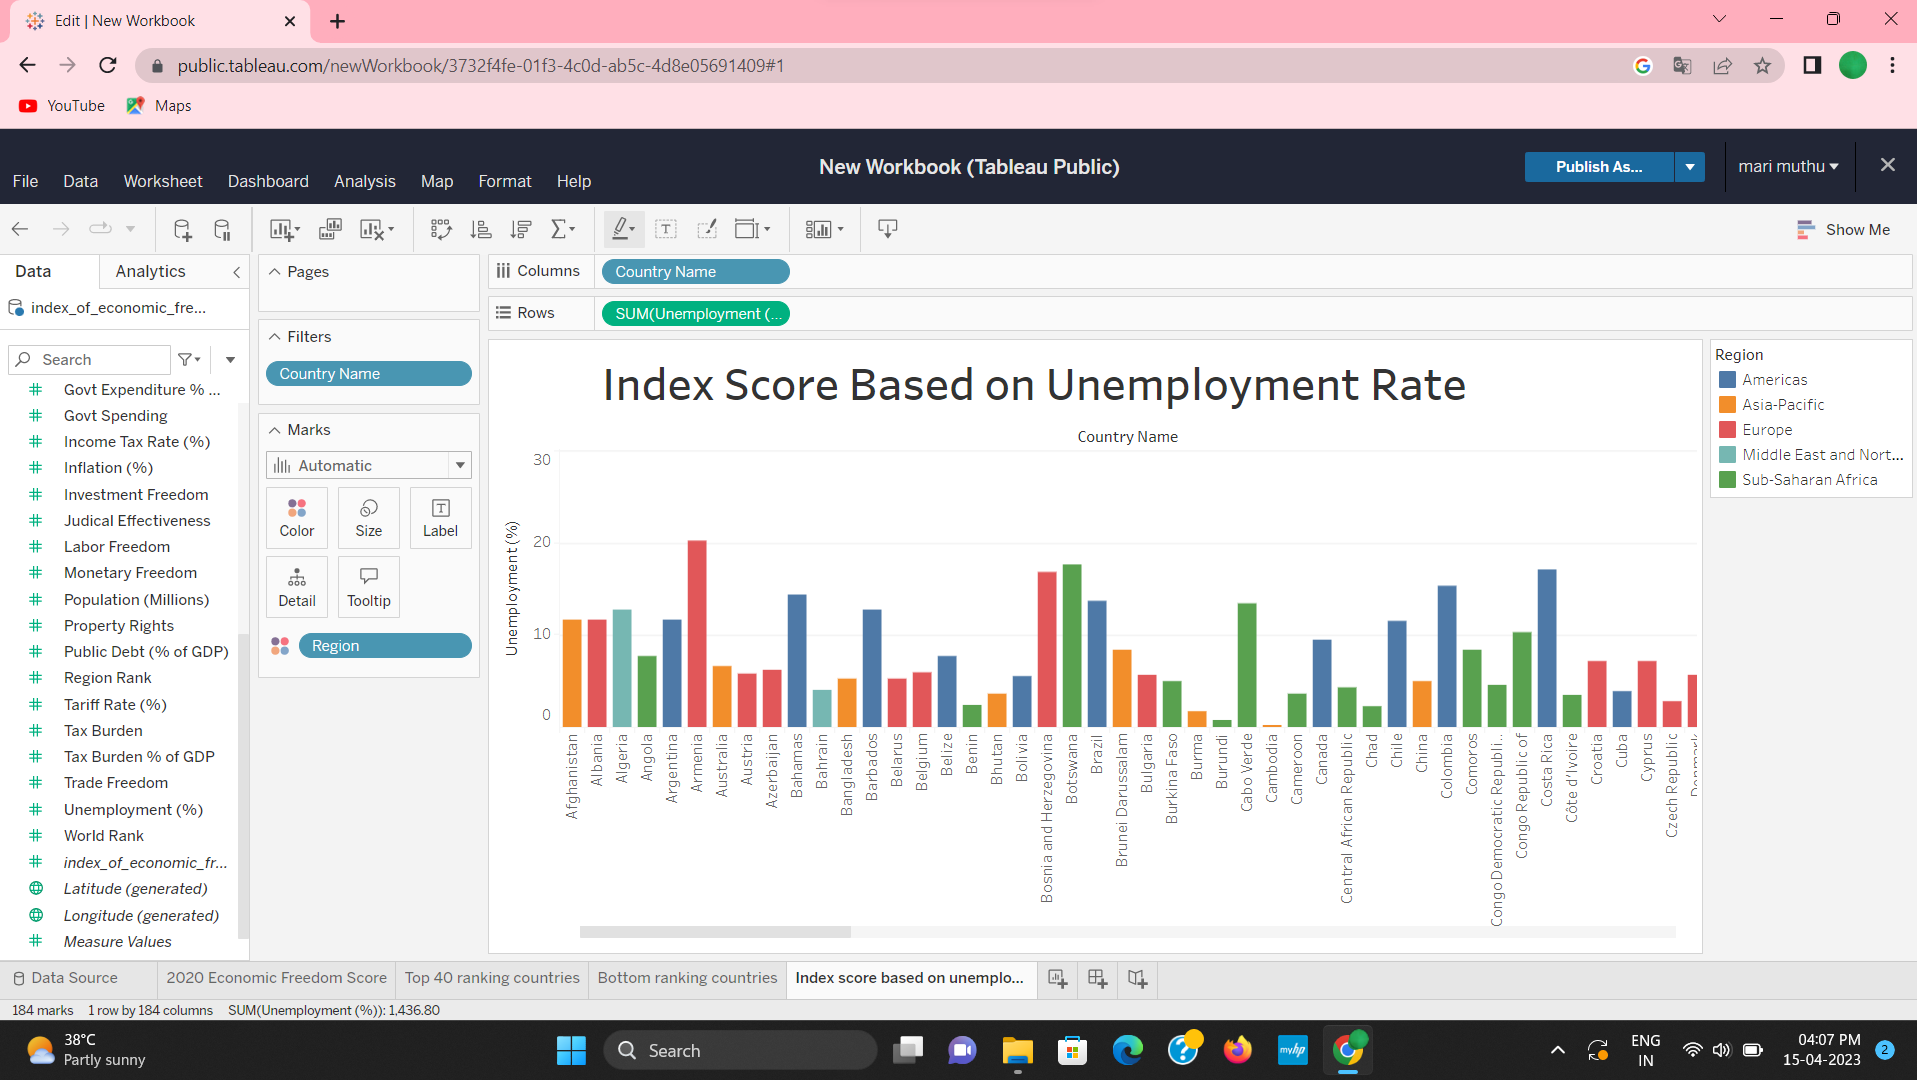 Edit | New Workbook
public.tableau.com/newWorkbook/3732f4fe-01f3-4c0d-ab5c-4d8e05691409#1
YouTube Maps
New Workbook (Tableau Public)
Publish As...
mari muthu
File Data Worksheet Dashboard Analysis Map Format Help
Show Me
Data Analytics
index_of_economic_fre...
Search
Govt Expenditure % ...
Govt Spending
Income Tax Rate (%)
Inflation (%)
Investment Freedom
Judical Effectiveness
Labor Freedom
Monetary Freedom
Population (Millions)
Property Rights
Public Debt (% of GDP)
Region Rank
Tariff Rate (%)
Tax Burden
Tax Burden % of GDP
Trade Freedom
Unemployment (%)
World Rank
index_of_economic_fr...
Latitude (generated)
Longitude (generated)
Measure Values
Pages
Filters
Country Name
Marks
Automatic
Color Size Label
Detail Tooltip
Region
Columns Country Name
Rows SUM(Unemployment (...
Index Score Based on Unemployment Rate
Country Name
Unemployment (%)
30
20
10
0
Afghanistan
Albania
Algeria
Angola
Argentina
Armenia
Australia
Austria
Azerbaijan
Bahamas
Bahrain
Bangladesh
Barbados
Belarus
Belgium
Belize
Benin
Bhutan
Bolivia
Bosnia and Herzegovina
Botswana
Brazil
Brunei Darussalam
Bulgaria
Burkina Faso
Burma
Burundi
Cabo Verde
Cambodia
Cameroon
Canada
Central African Republic
Chad
Chile
China
Colombia
Comoros
Congo Democratic Republi..
Congo Republic of
Costa Rica
Côte d'Ivoire
Croatia
Cuba
Cyprus
Czech Republic
Region
Americas
Asia-Pacific
Europe
Middle East and Nort...
Sub-Saharan Africa
Data Source 2020 Economic Freedom Score Top 40 ranking countries Bottom ranking countries Index score based on unemplo...
184 marks 1 row by 184 columns SUM(Unemployment (%)): 1,436.80
38°C
Partly sunny
Search
myhp
ENG
IN
04:07 PM
15-04-2023
2